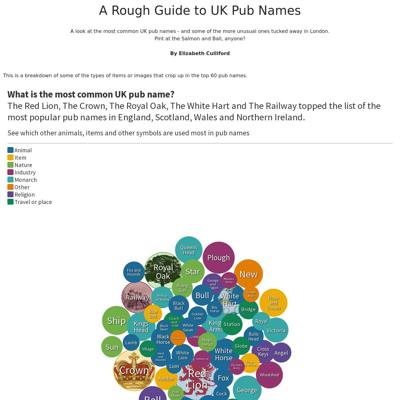 A Rough Guide to UK Pub Names
A look at the most common UK pub names - and some of the more unusual ones tucked away in London.
Pint at the Salmon and Ball, anyone?
By Elizabeth Culliford
This is a breakdown of some of the types of items or images that crop up in the top 60 pub names.
What is the most common UK pub name?
The Red Lion, The Crown, The Royal Oak, The White Hart and The Railway topped the list of the
most popular pub names in England, Scotland, Wales and Northern Ireland.
See which other animals, items and other symbols are used most in pub names
Animal
Item
Nature
Industry
Monarch
Other
Religion
Travel or place
Queens Head
Plough
Fox and Hounds
Royal Oak
Star
New
Railway
Bull
White Hart
Black Bull
Bridge
Ship
Kings Head
King Arms
Station
Royal
Victoria
Sun
Lamb
Black Horse
White Lion
White Horse
Globe
Cross Keys
Angel
Crown
Lion
Red Lion
Fox
Wheatsheaf
Cock
George
Bell